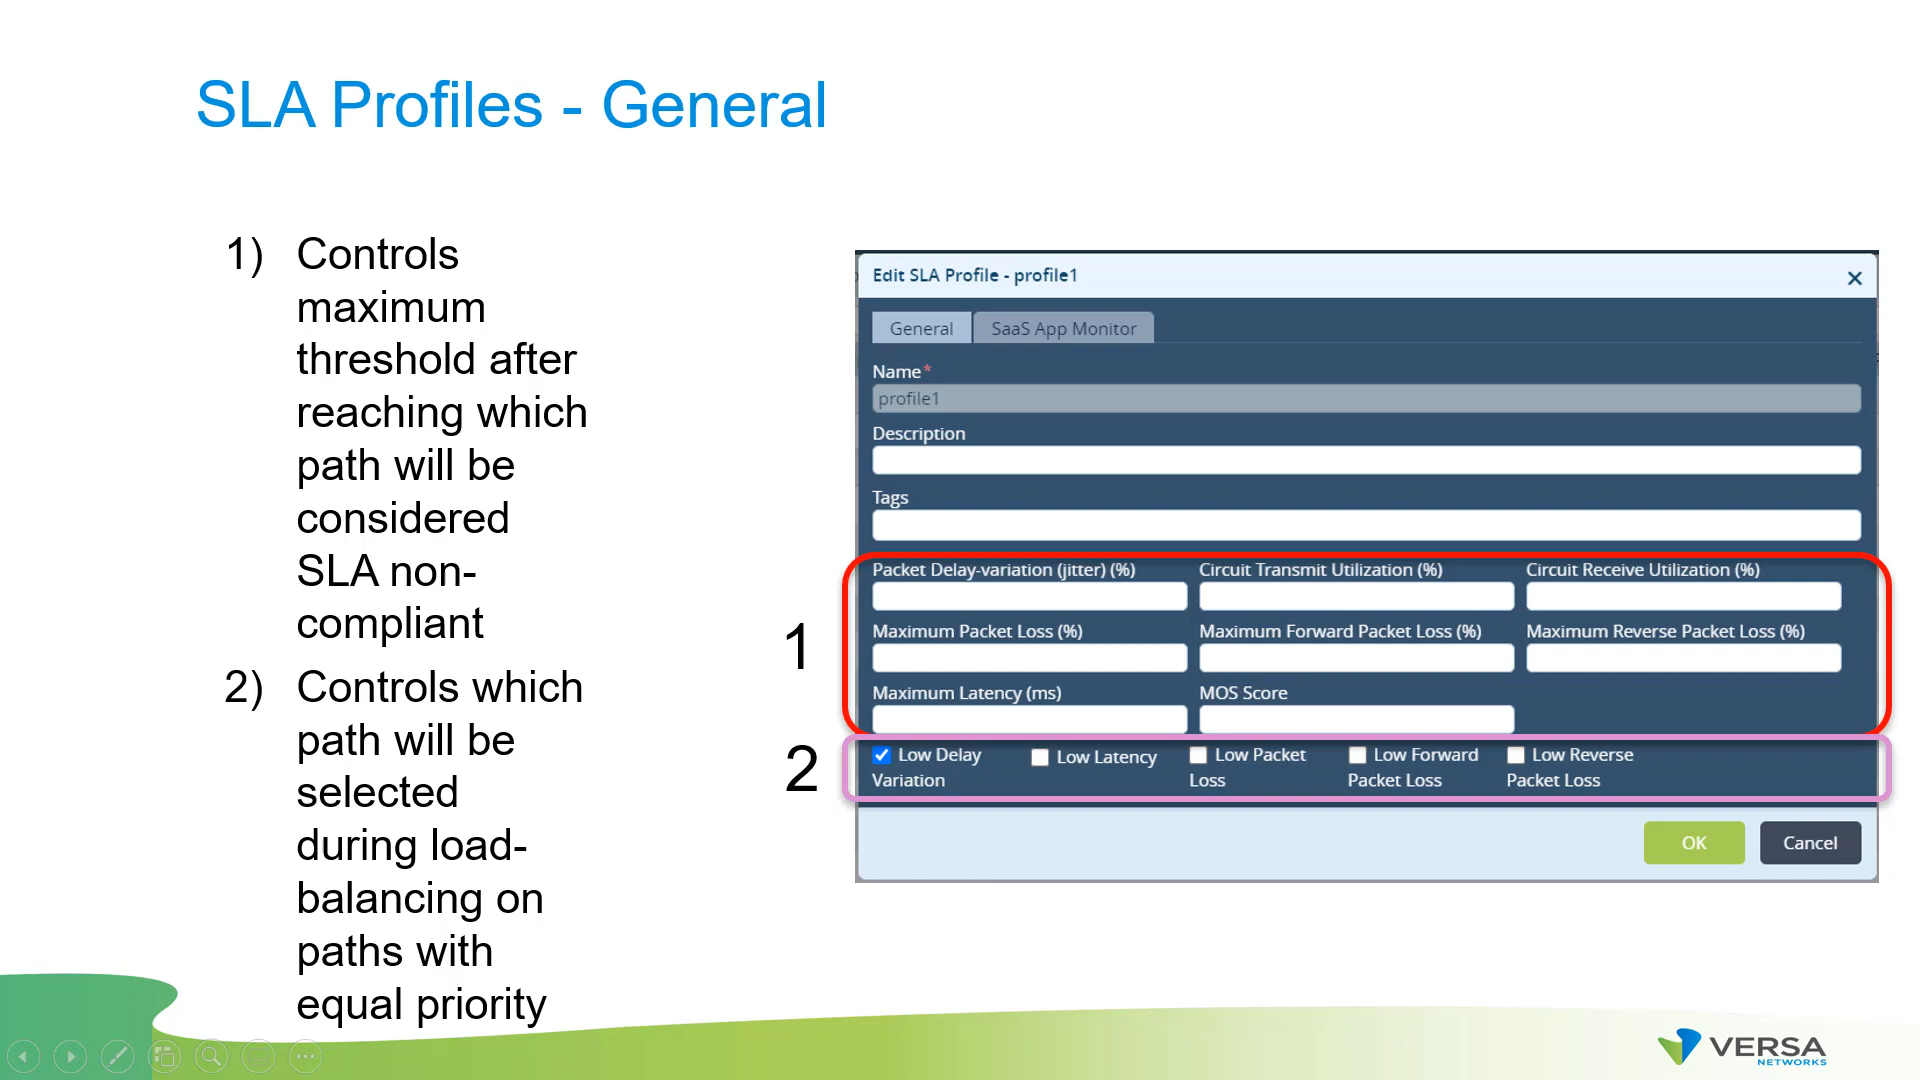 SLA Profiles - General
1) Controls
maximum
threshold after
reaching which
path will be
considered
SLA non-
compliant
2) Controls which
path will be
selected
during load-
balancing on
paths with
equal priority
Edit SLA Profile - profile1
General SaaS App Monitor
Name*
profile1
Description
Tags
1
Packet Delay-variation (jitter) (%) Circuit Transmit Utilization (%) Circuit Receive Utilization (%)
Maximum Packet Loss (%) Maximum Forward Packet Loss (%) Maximum Reverse Packet Loss (%)
Maximum Latency (ms) MOS Score
2
Low Delay Variation
Low Latency
Low Packet Loss
Low Forward Packet Loss
Low Reverse Packet Loss
OK Cancel
VERSA
NETWORKS